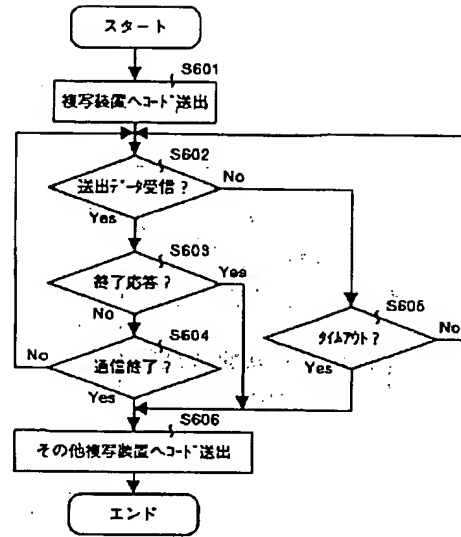 スタート
S601
複写装置へコード送出
S602
送出データ受信?
No
Yes
S603
終了応答?
Yes
No
S604
S605
タイムアウト?
No
通信終了?
No
Yes
Yes
S606
その他複写装置へコード送出
エンド